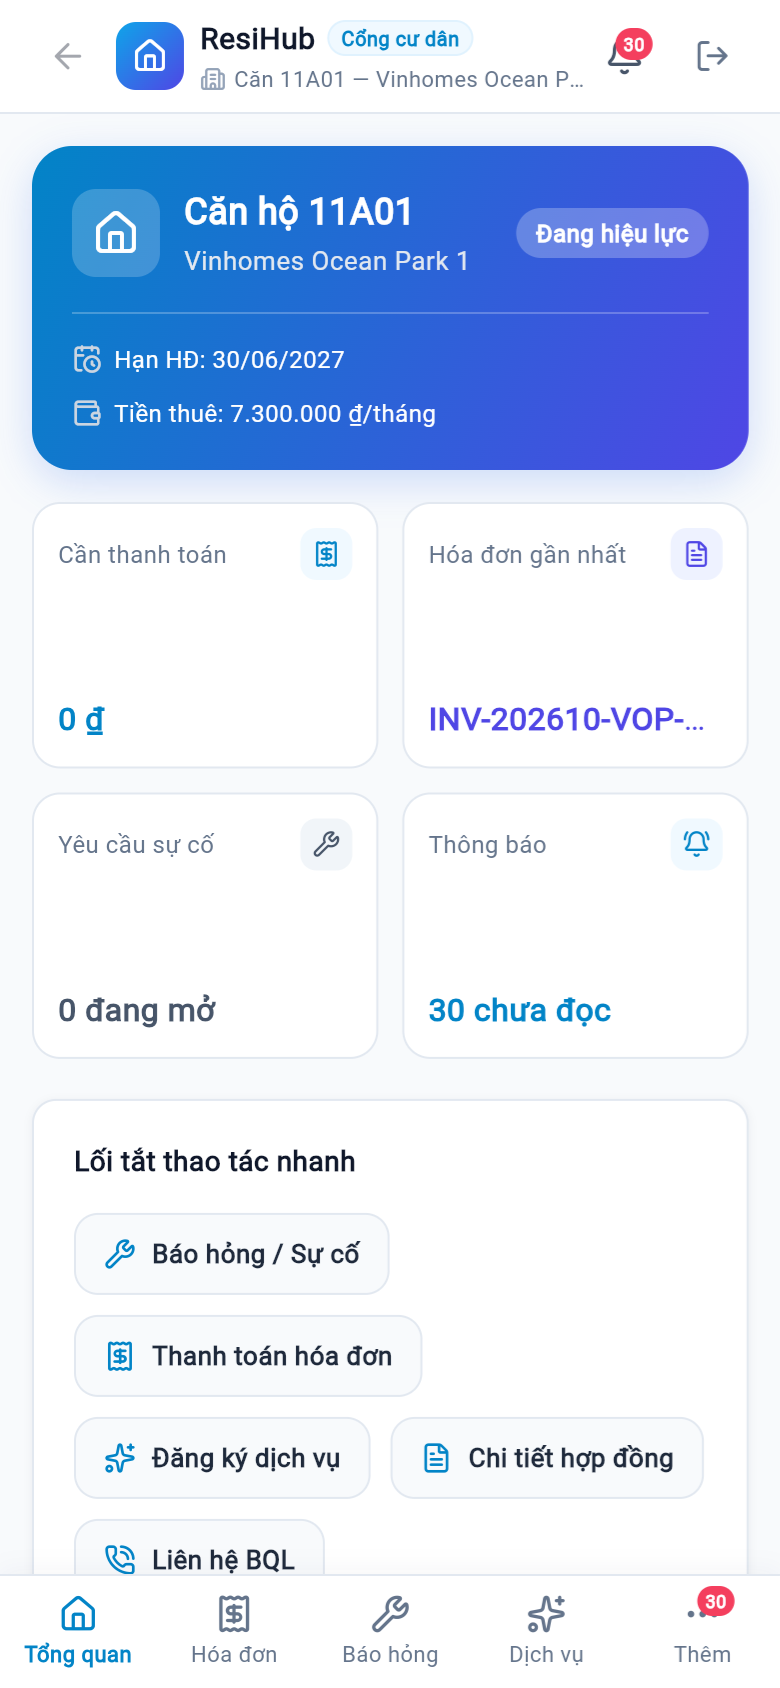 ResiHub
Cổng cư dân
30
Căn 11A01 — Vinhomes Ocean P...
Căn hộ 11A01
Vinhomes Ocean Park 1
Đang hiệu lực
Hạn HĐ: 30/06/2027
Tiền thuê: 7.300.000 ₫/tháng
Cần thanh toán
0 ₫
Hóa đơn gần nhất
INV-202610-VOP-...
Yêu cầu sự cố
0 đang mở
Thông báo
30 chưa đọc
Lối tắt thao tác nhanh
Báo hỏng / Sự cố
Thanh toán hóa đơn
Đăng ký dịch vụ
Chi tiết hợp đồng
Liên hệ BQL
Tổng quan
Hóa đơn
Báo hỏng
Dịch vụ
30
Thêm